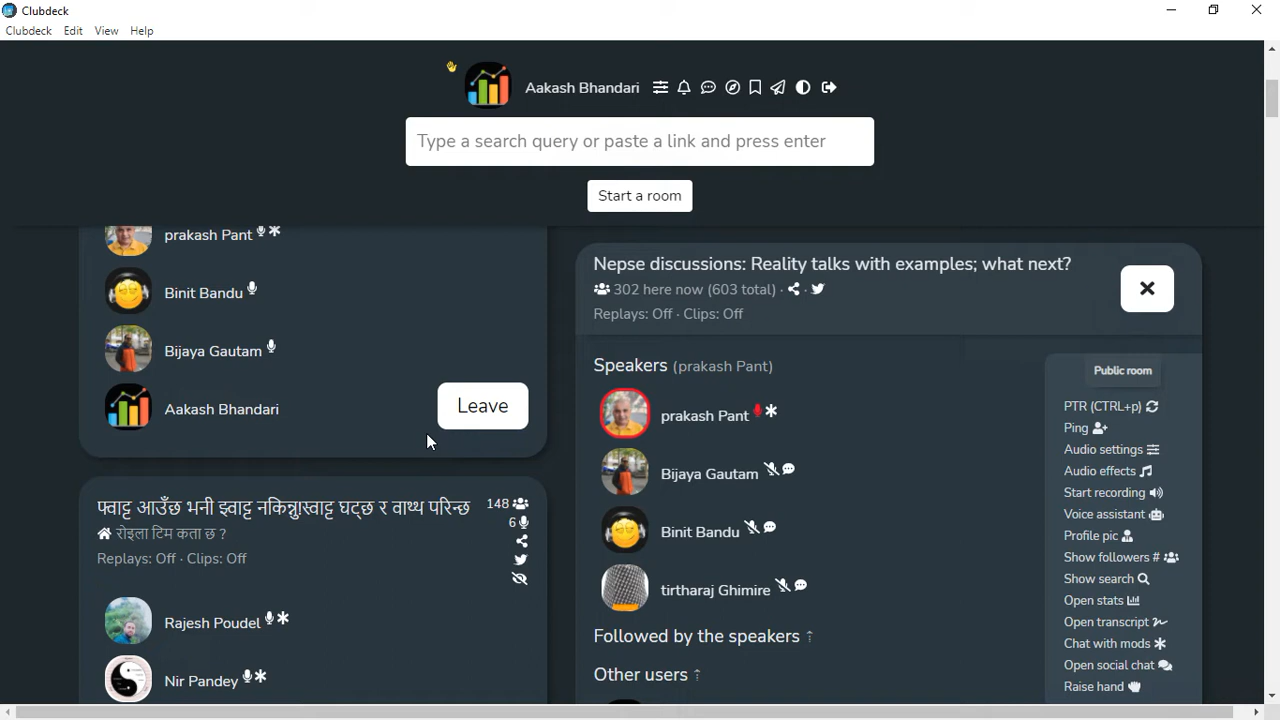 Clubdeck
Clubdeck Edit View Help
Aakash Bhandari
Type a search query or paste a link and press enter
Start a room
prakash Pant
Binit Bandu
Bijaya Gautam
Aakash Bhandari
Leave
फ्वाट्ट आउँछ भनी झ्वाट्ट नकिन्नु।स्वाट्ट घट्छ र वाथ्थ परिन्छ
148
6
रोइला टिम कता छ ?
Replays: Off · Clips: Off
Rajesh Poudel
Nir Pandey
Nepse discussions: Reality talks with examples; what next?
302 here now (603 total) · ·
Replays: Off · Clips: Off
Speakers (prakash Pant)
prakash Pant
Bijaya Gautam
Binit Bandu
tirtharaj Ghimire
Followed by the speakers ↑
Other users ↑
Public room
PTR (CTRL+p)
Ping
Audio settings
Audio effects
Start recording
Voice assistant
Profile pic
Show followers #
Show search
Open stats
Open transcript
Chat with mods
Open social chat
Raise hand